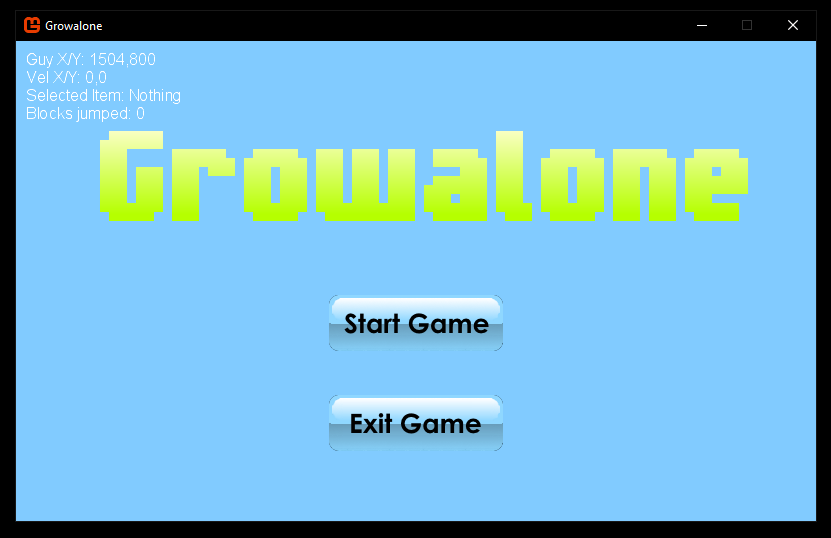 Growalone
Guy X/Y: 1504,800
Vel X/Y: 0,0
Selected Item: Nothing
Blocks jumped: 0
Growalone
Start Game
Exit Game